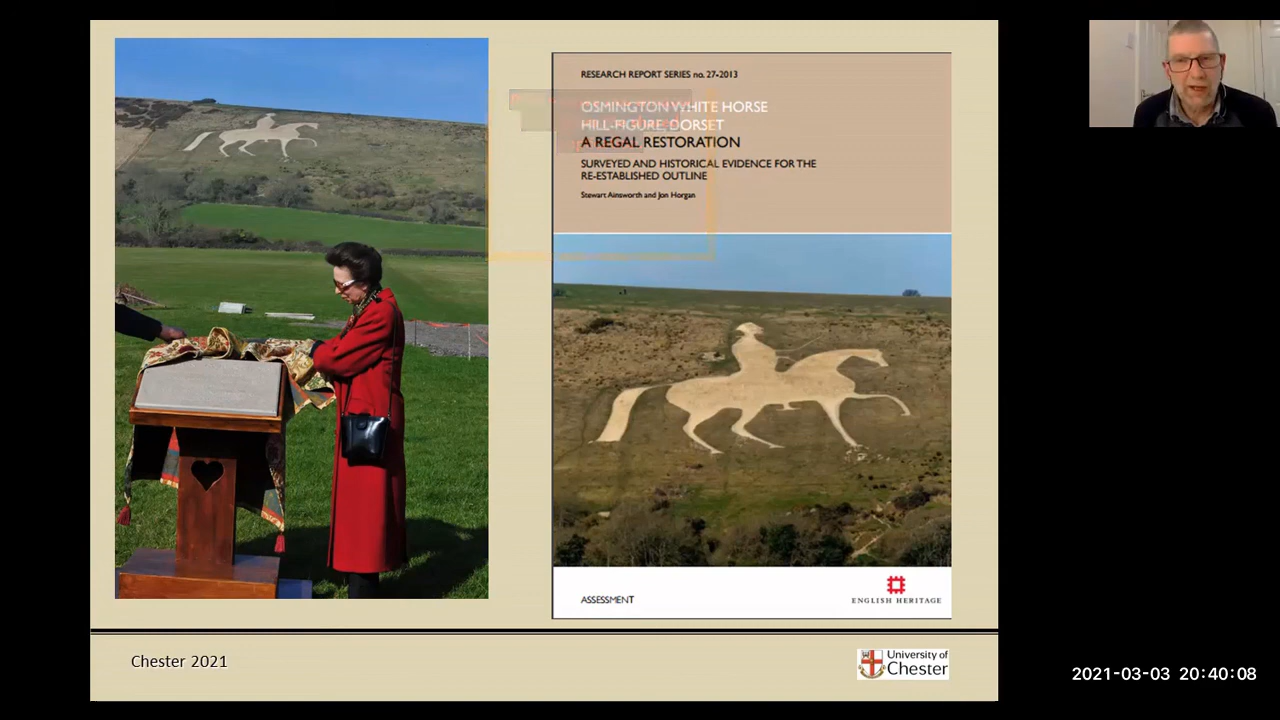 RESEARCH REPORT SERIES no. 27-2013
OSMINGTON WHITE HORSE
HILL-FIGURE, DORSET
A REGAL RESTORATION
SURVEYED AND HISTORICAL EVIDENCE FOR THE
RE-ESTABLISHED OUTLINE
Stewart Ainsworth and Jon Horgan
ASSESSMENT
ENGLISH HERITAGE
Chester 2021
University of
Chester
2021-03-03 20:40:08